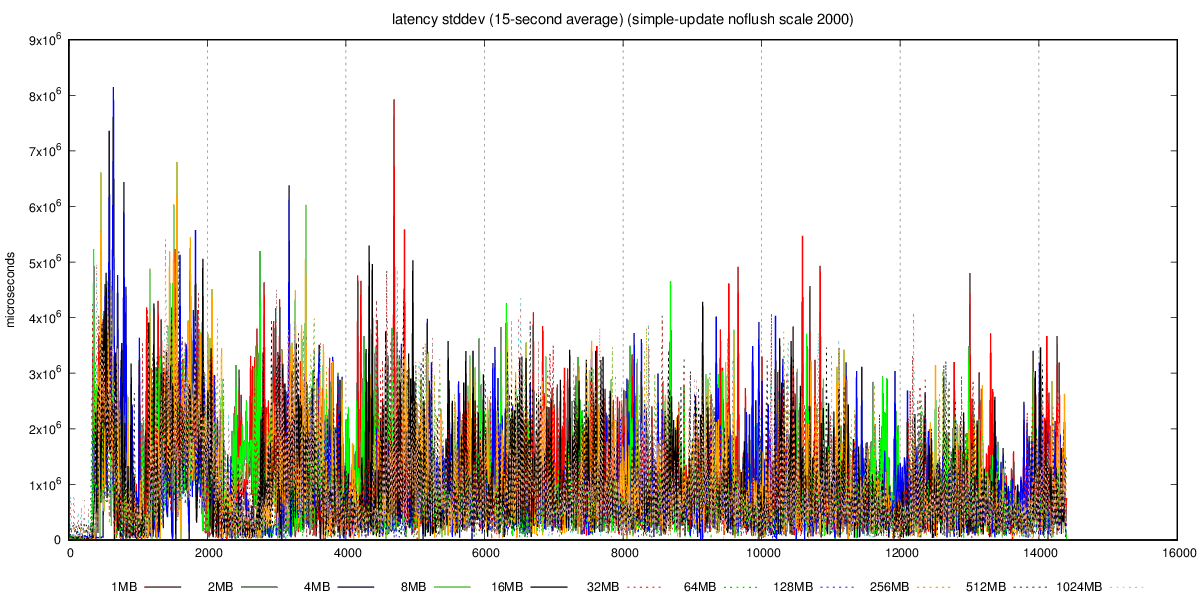 latency stddev (15-second average) (simple-update noflush scale 2000)
9x10⁶
8x10⁶
7x10⁶
6x10⁶
5x10⁶
4x10⁶
3x10⁶
2x10⁶
1x10⁶
0
microseconds
0 2000 4000 6000 8000 10000 12000 14000 16000
1MB 2MB 4MB 8MB 16MB 32MB 64MB 128MB 256MB 512MB 1024MB